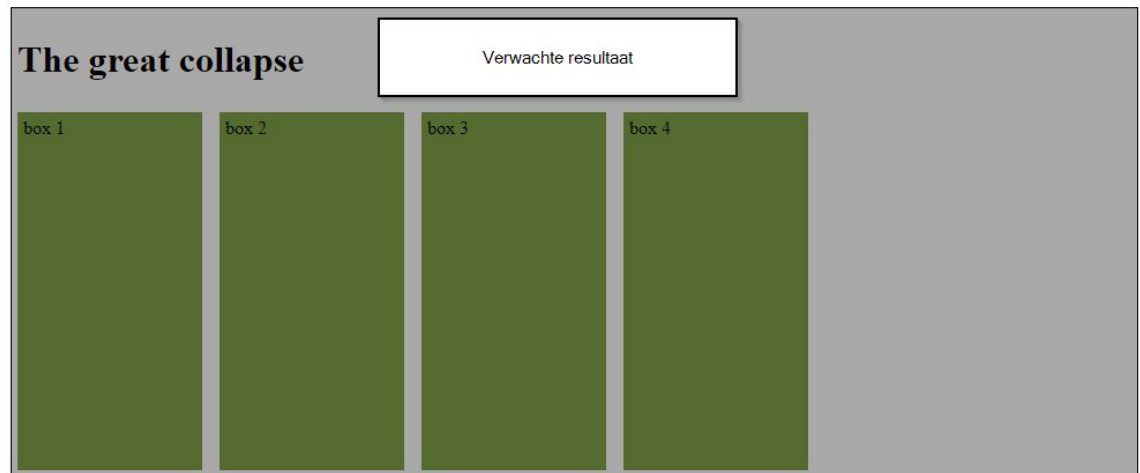 The great collapse
Verwachte resultaat
box 1
box 2
box 3
box 4